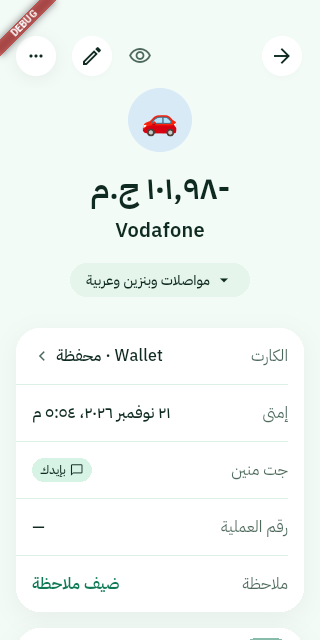 DEBUG
-١٠١,٩٨ ج.م
Vodafone
مواصلات وبنزين وعربية
الكارت
Wallet · محفظة
إمتى
٢١ نوفمبر ٢٠٢٦، ٥:٥٤ م
جت منين
بإيدك
رقم العملية
—
ملاحظة
ضيف ملاحظة